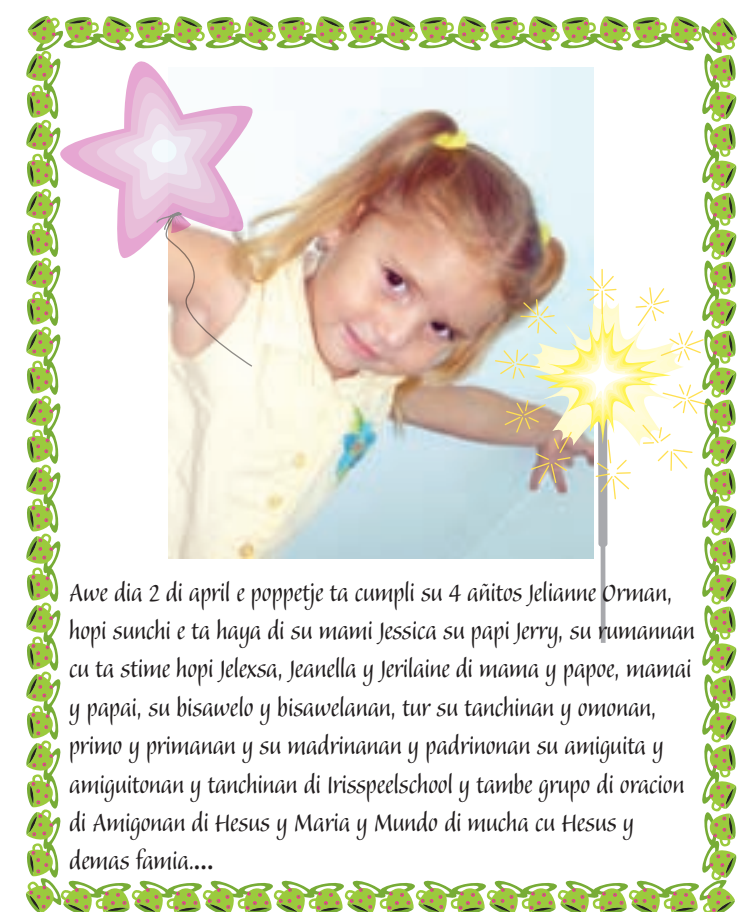 Awe dia 2 di april e poppetje ta cumpli su 4 añitos Jelianne Orman,
hopi sunchi e ta haya di su mami Jessica su papi Jerry, su rumannan
cu ta stime hopi Jelexsa, Jeanella y Jerilaine di mama y papoe, mamai
y papai, su bisawelo y bisawelanan, tur su tanchinan y omonan,
primo y primanan y su madrinanan y padrinonan su amiguita y
amiguitonan y tanchinan di Irisspeelschool y tambe grupo di oracion
di Amigonan di Hesus y Maria y Mundo di mucha cu Hesus y
demas famia....